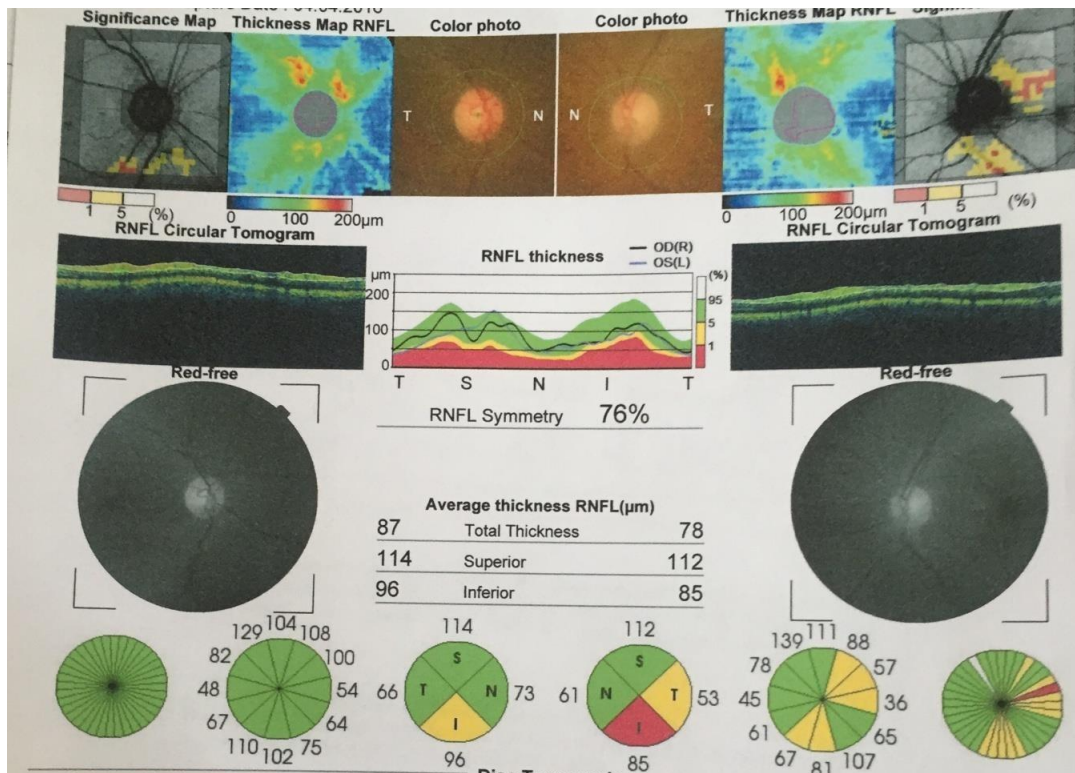 Significance Map Thickness Map RNFL Color photo Color photo Thickness Map RNFL
T N N T
1 5 (%) 0 100 200μm 0 100 200μm 1 5 (%)
RNFL Circular Tomogram RNFL Circular Tomogram
RNFL thickness
OD(R)
OS(L)
μm
200
100
0
(%)
95
5
1
T S N I T
RNFL Symmetry 76%
Red-free Red-free
Average thickness RNFL(μm)
87 Total Thickness 78
114 Superior 112
96 Inferior 85
129 104 108
82 100
48 54
67 64
110 102 75
114
S
66 T N 73
I
96
112
S
61 N T 53
I
85
139 111 88
78 57
45 36
61 65
67 81 107